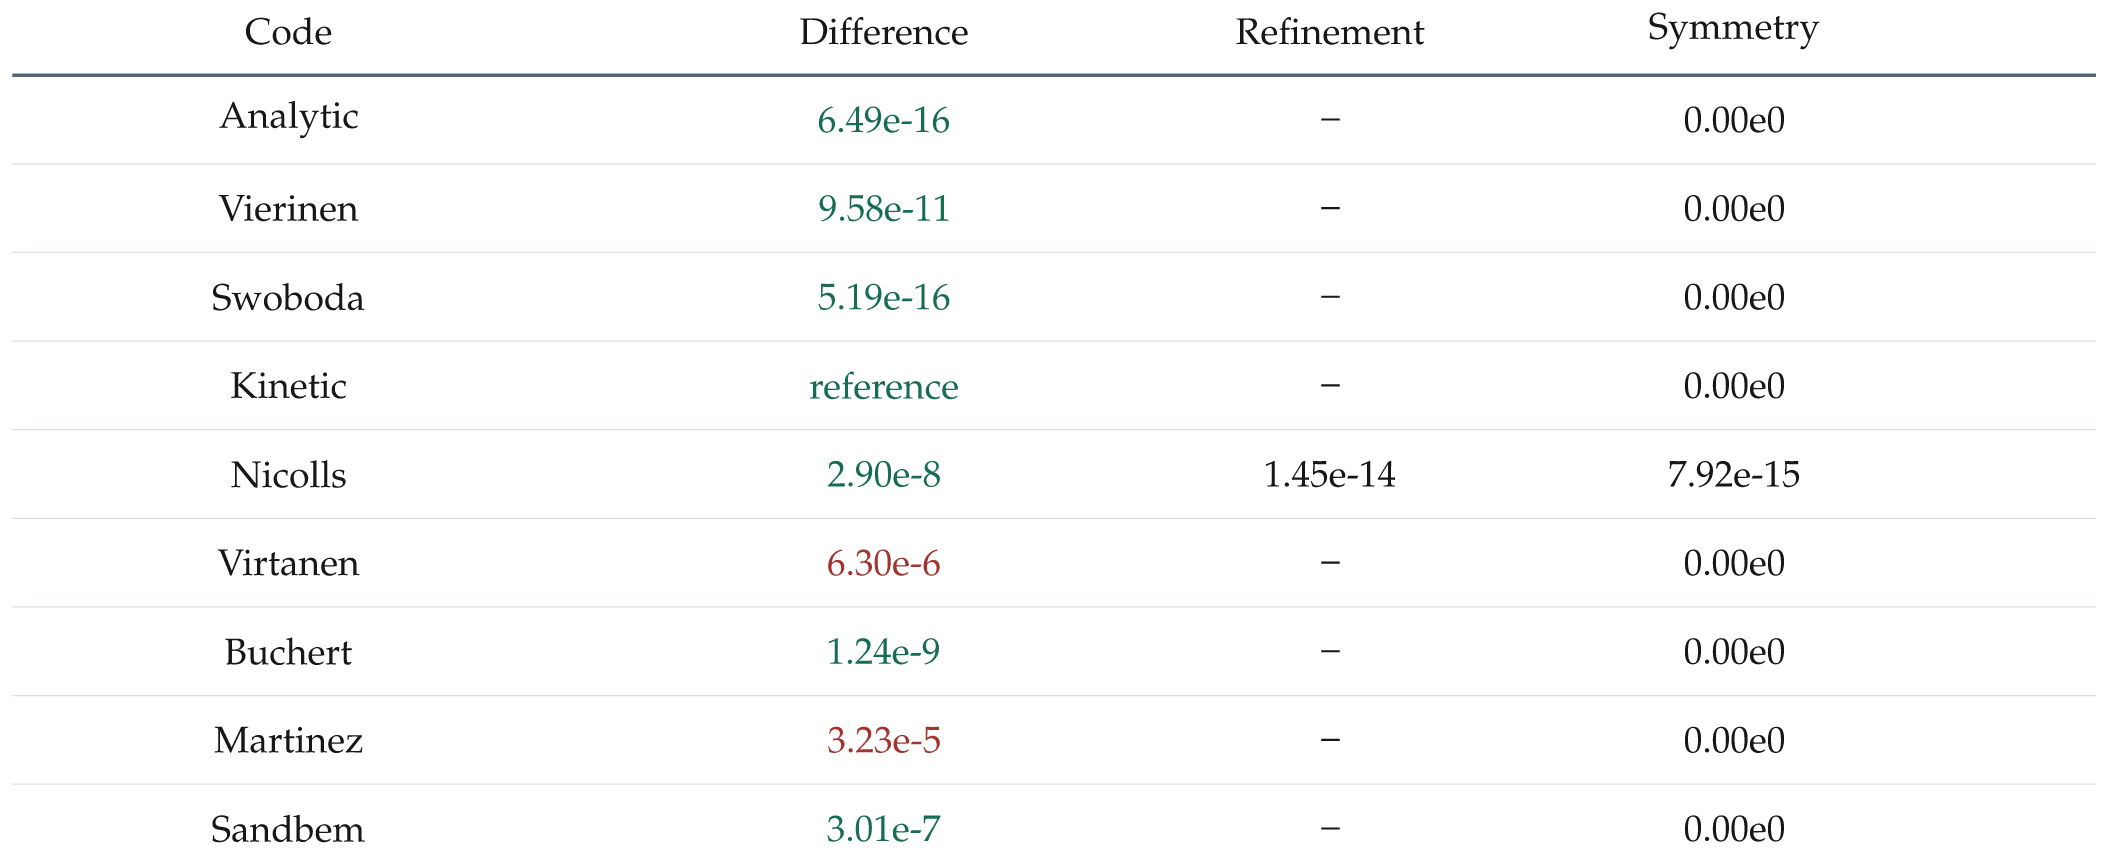 Code Difference Refinement Symmetry
Analytic 6.49e-16 – 0.00e0
Vierinen 9.58e-11 – 0.00e0
Swoboda 5.19e-16 – 0.00e0
Kinetic reference – 0.00e0
Nicolls 2.90e-8 1.45e-14 7.92e-15
Virtanen 6.30e-6 – 0.00e0
Buchert 1.24e-9 – 0.00e0
Martinez 3.23e-5 – 0.00e0
Sandbem 3.01e-7 – 0.00e0